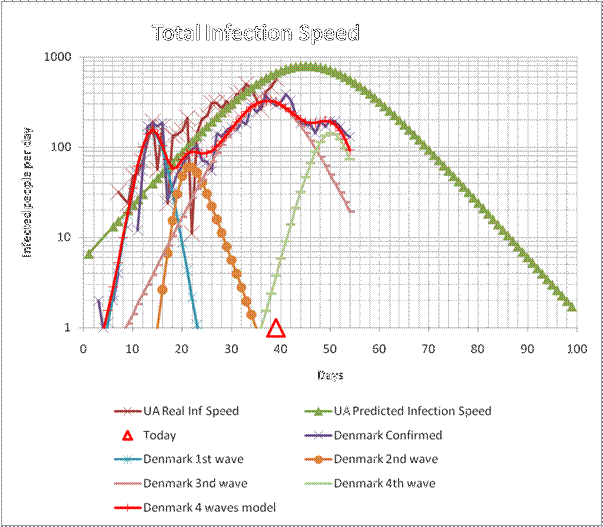 Total Infection Speed
1000
100
10
1
0 10 20 30 40 50 60 70 80 90 100
Infected people per day
Days
UA Real Inf Speed
UA Predicted Infection Speed
Today
Denmark Confirmed
Denmark 1st wave
Denmark 2nd wave
Denmark 3nd wave
Denmark 4th wave
Denmark 4 waves model